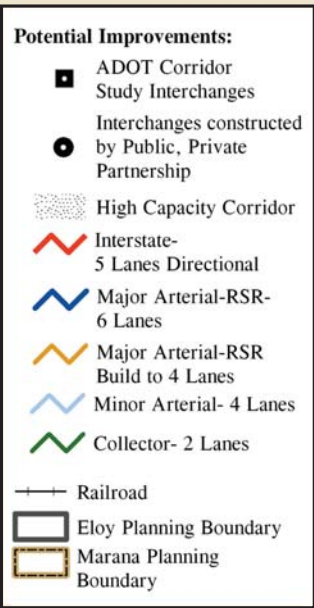 Potential Improvements:
ADOT Corridor
Study Interchanges
Interchanges constructed
by Public, Private
Partnership
High Capacity Corridor
Interstate-
5 Lanes Directional
Major Arterial-RSR-
6 Lanes
Major Arterial-RSR
Build to 4 Lanes
Minor Arterial- 4 Lanes
Collector- 2 Lanes
Railroad
Eloy Planning Boundary
Marana Planning
Boundary